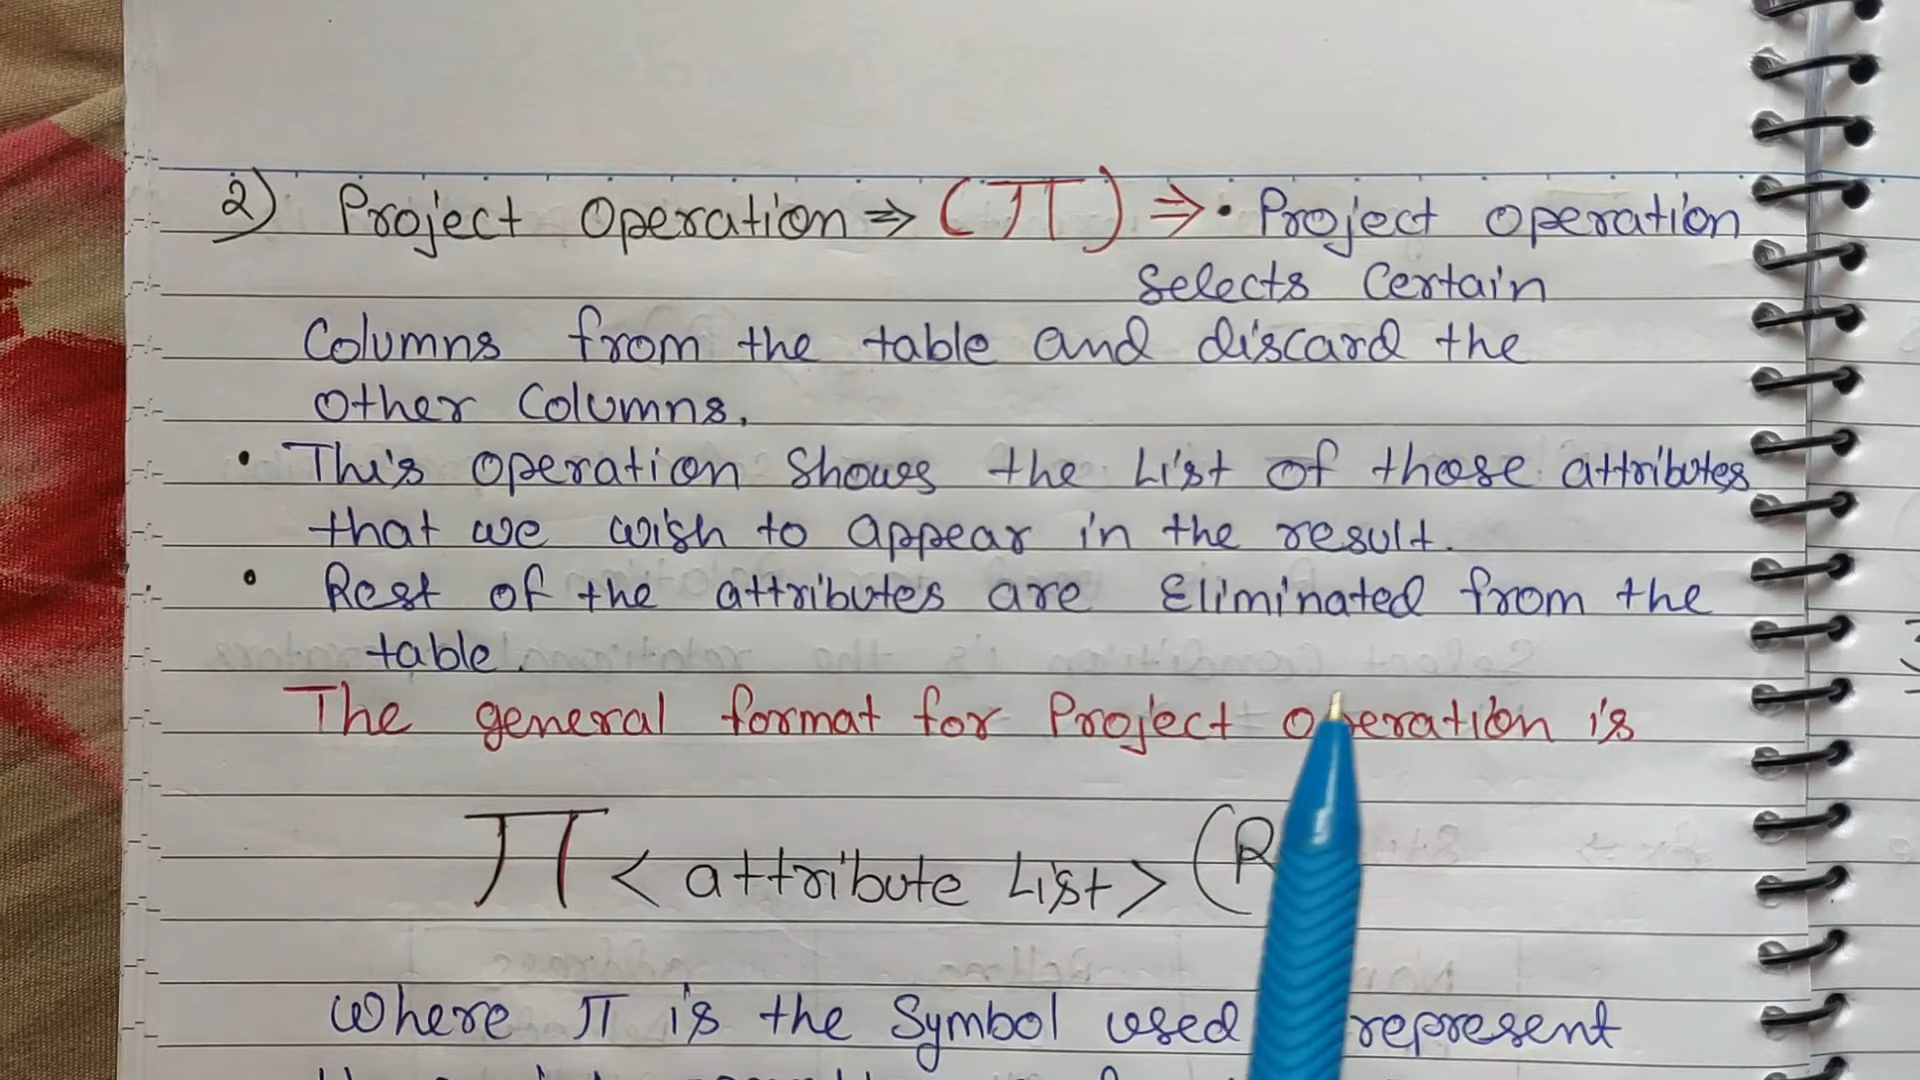 2) Project Operation ⇒ (π) ⇒ • Project operation
Selects Certain
Columns from the table and discard the
other Columns.
• This operation Shows the List of those attributes
that we wish to appear in the result.
• Rest of the attributes are Eliminated from the
table.
The general format for Project operation is
π < attribute List > (R
where π is the Symbol used represent